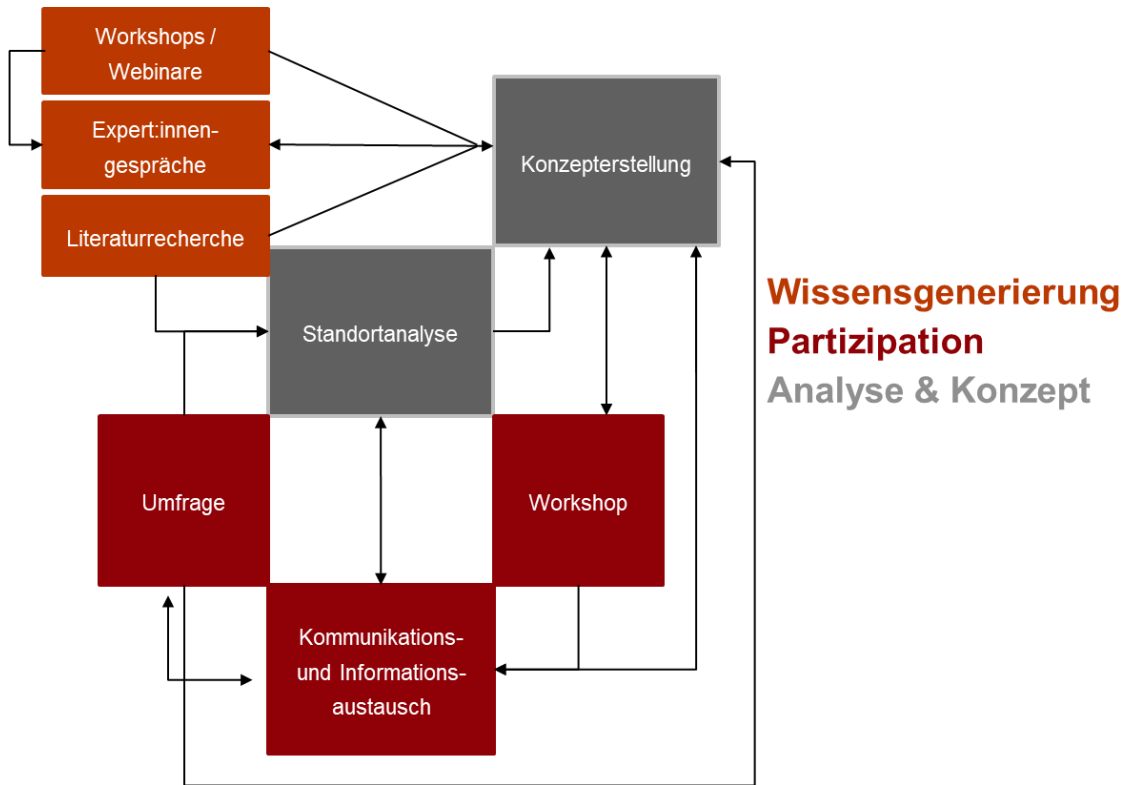 Workshops /
Webinare
Expert:innen-
gespräche
Literaturrecherche
Konzepterstellung
Standortanalyse
Wissensgenerierung
Partizipation
Analyse & Konzept
Umfrage
Workshop
Kommunikations-
und Informations-
austausch